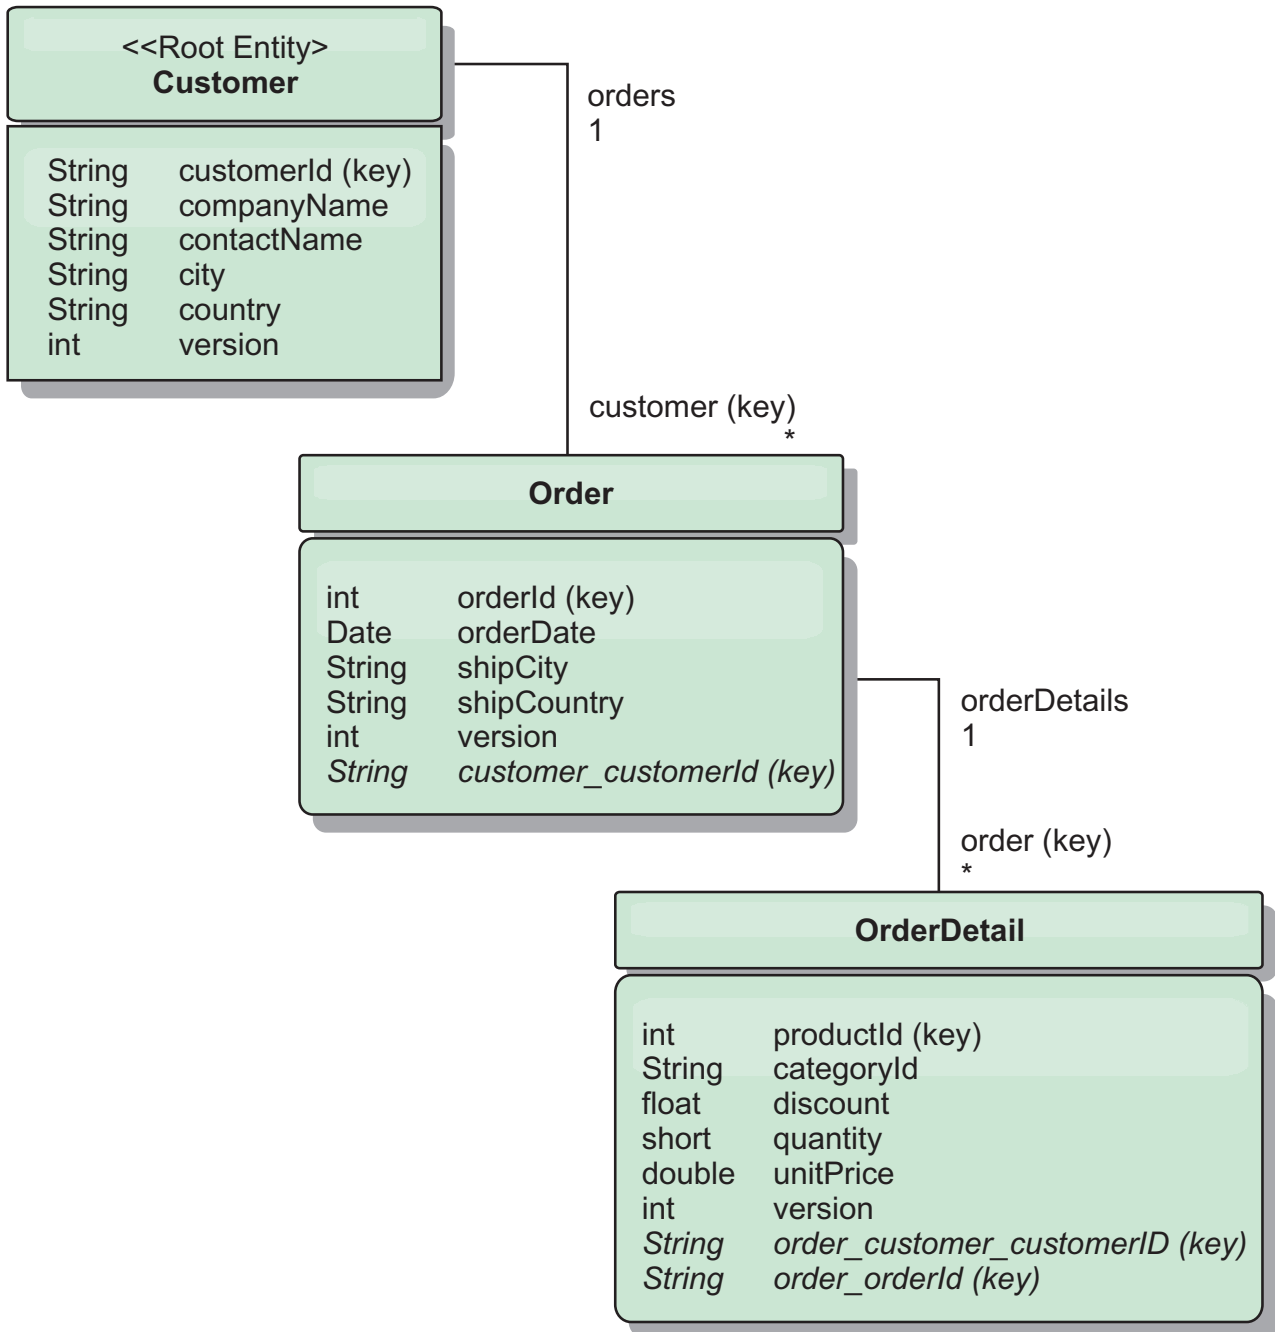 <<Root Entity>
Customer
String customerId (key)
String companyName
String contactName
String city
String country
int version
orders
1
customer (key)
*
Order
int orderId (key)
Date orderDate
String shipCity
String shipCountry
int version
String customer_customerId (key)
orderDetails
1
order (key)
*
OrderDetail
int productId (key)
String categoryId
float discount
short quantity
double unitPrice
int version
String order_customer_customerID (key)
String order_orderId (key)